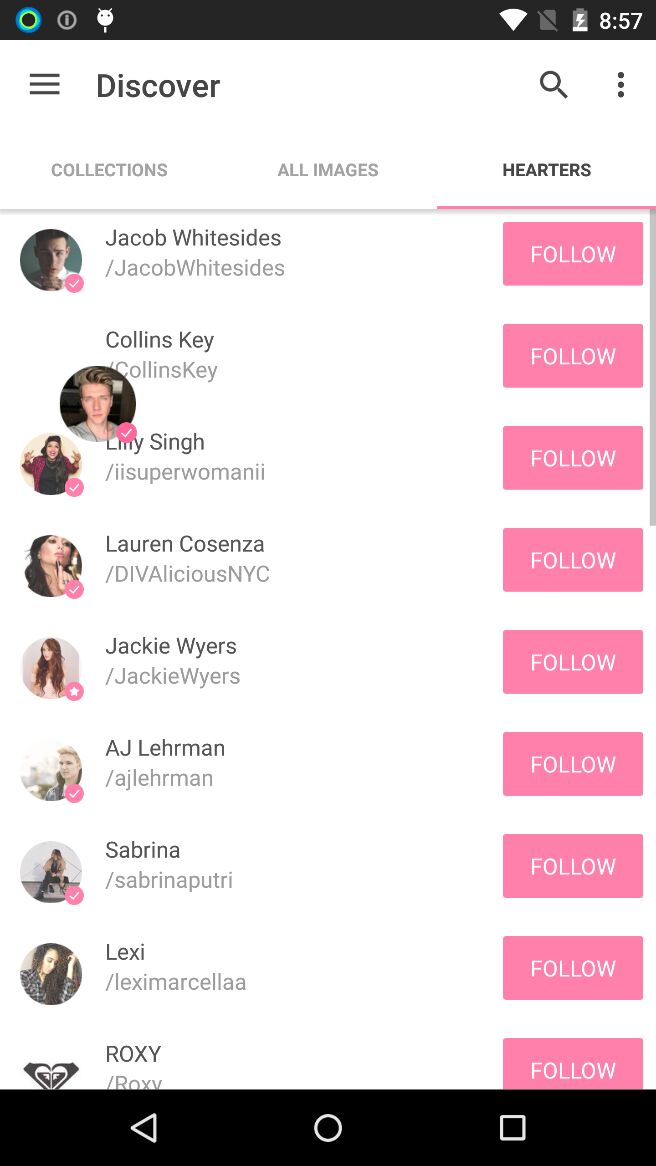 8:57
Discover
COLLECTIONS
ALL IMAGES
HEARTERS
Jacob Whitesides
/JacobWhitesides
FOLLOW
Collins Key
/CollinsKey
FOLLOW
Lilly Singh
/iisuperwomanii
FOLLOW
Lauren Cosenza
/DIVAliciousNYC
FOLLOW
Jackie Wyers
/JackieWyers
FOLLOW
AJ Lehrman
/ajlehrman
FOLLOW
Sabrina
/sabrinaputri
FOLLOW
Lexi
/leximarcellaa
FOLLOW
ROXY
/Roxy
FOLLOW